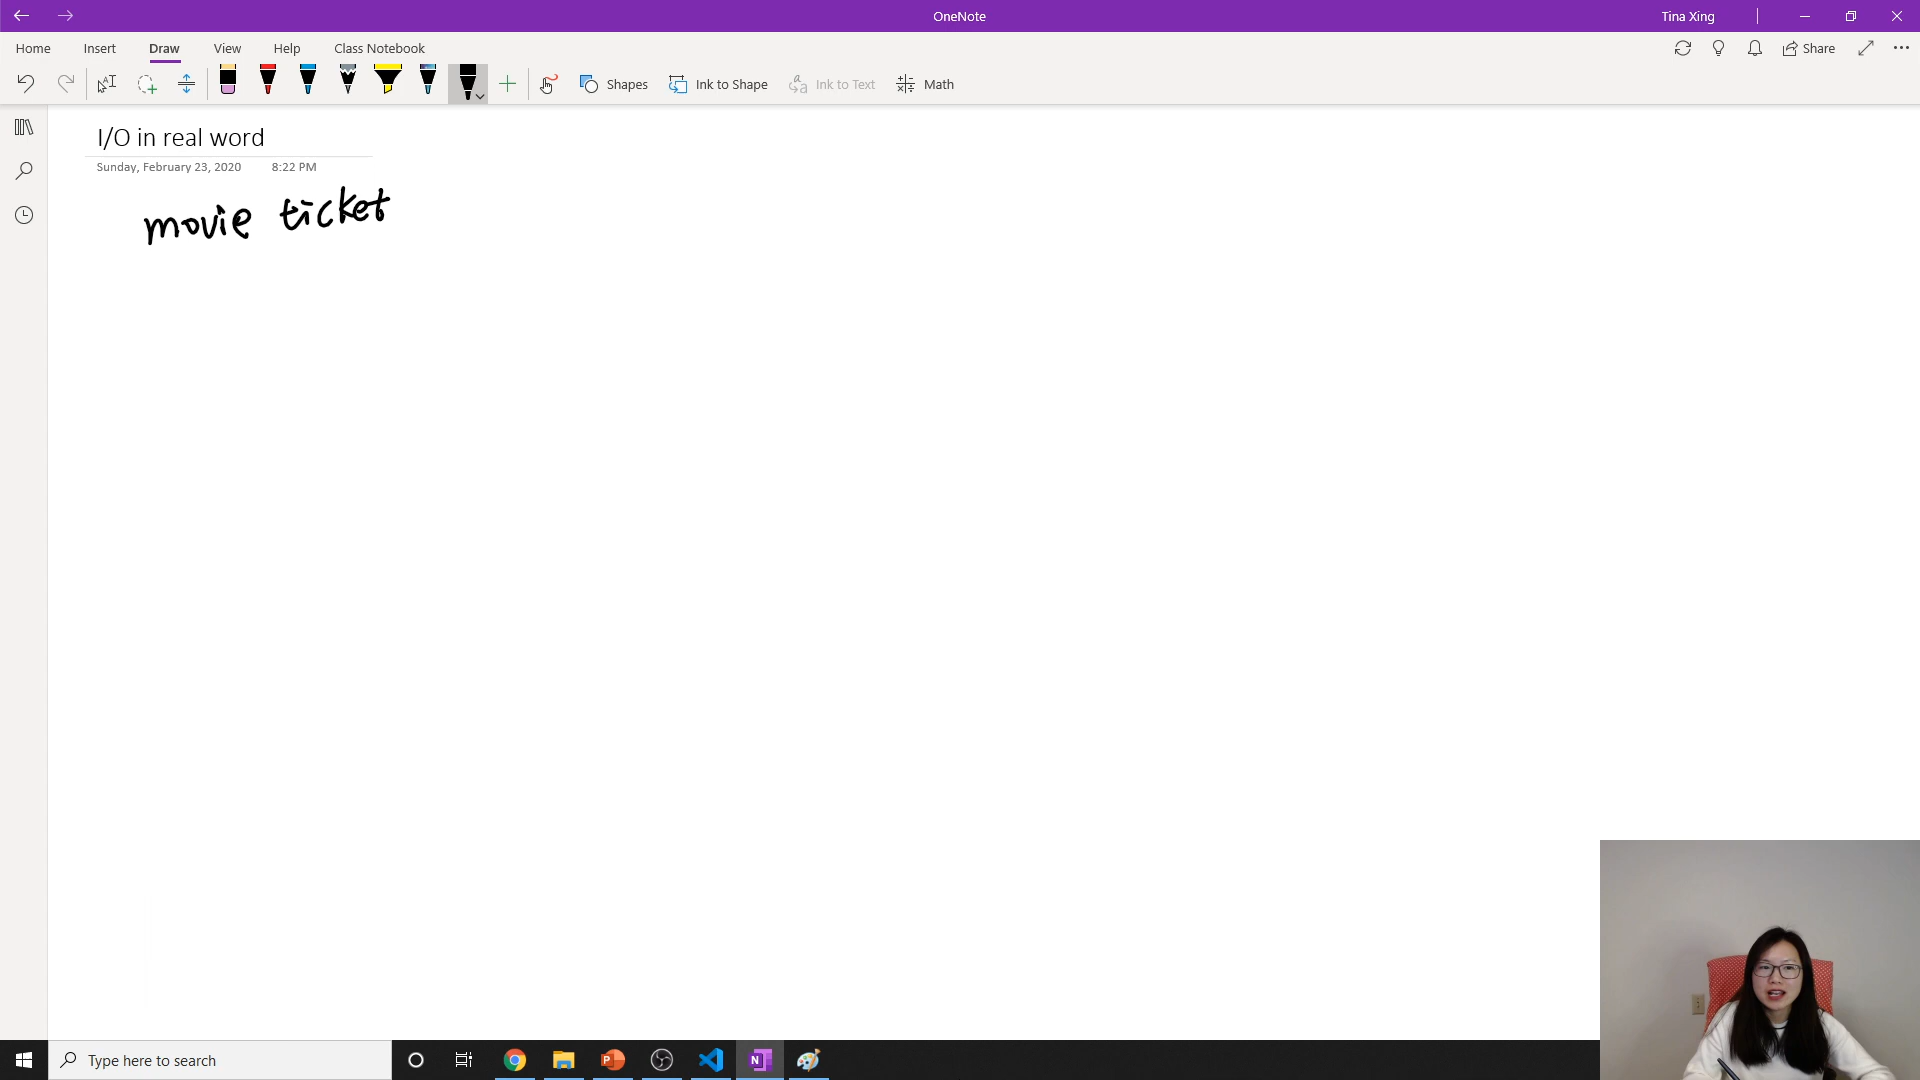 OneNote
Tina Xing
Home Insert Draw View Help Class Notebook
Share
Shapes Ink to Shape Ink to Text Math
I/O in real word
Sunday, February 23, 2020 8:22 PM
movie ticket
Type here to search